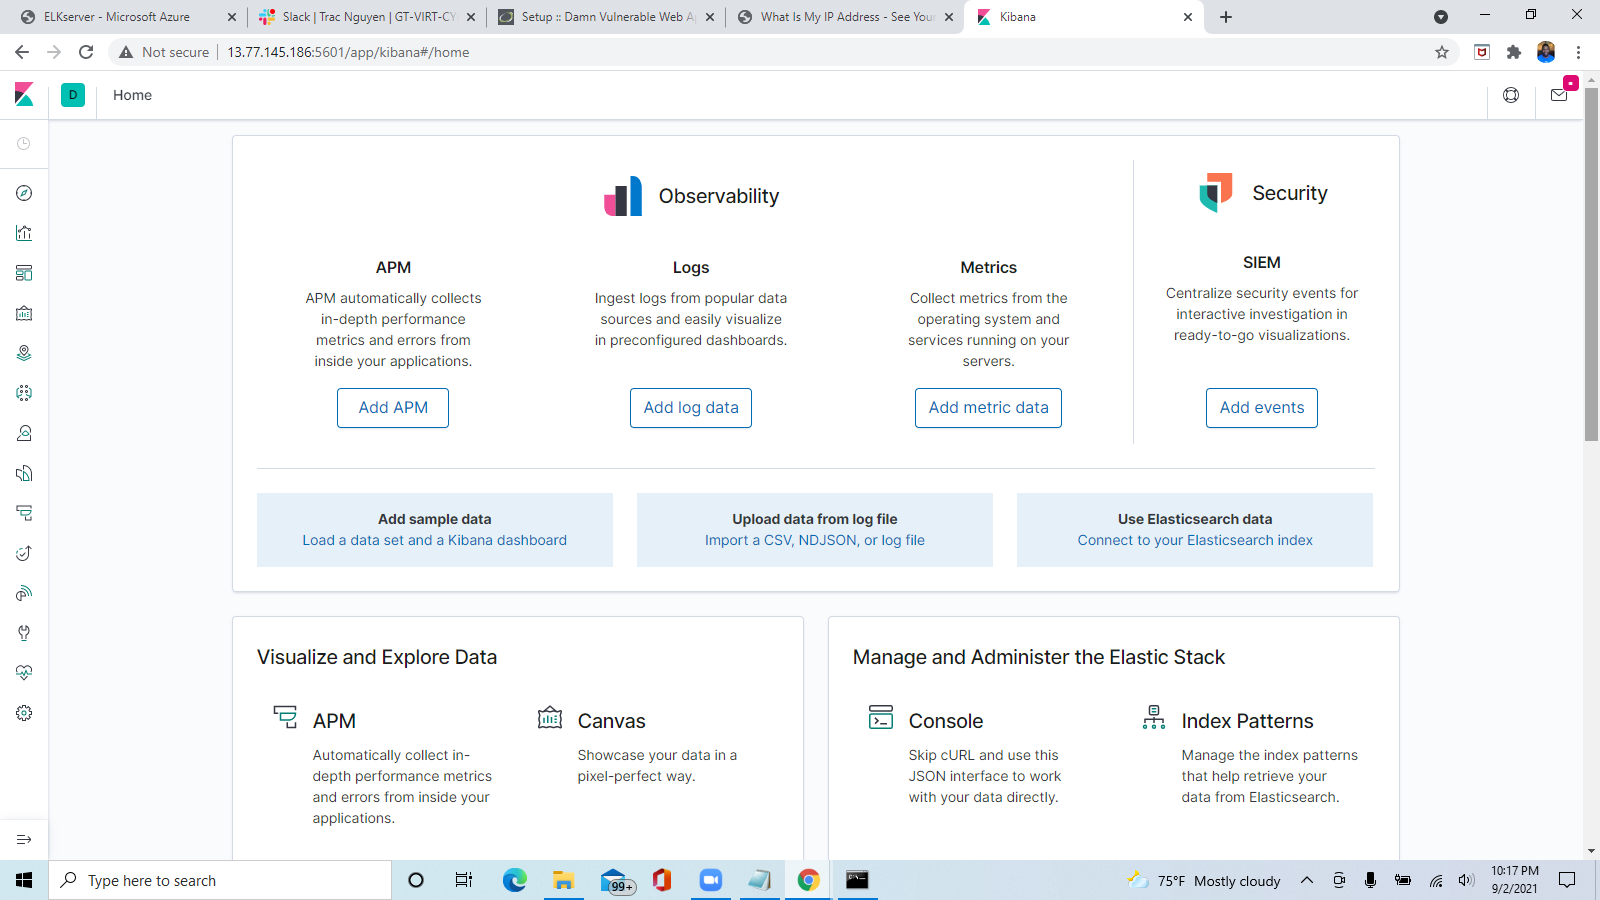 ELKserver - Microsoft Azure
Slack | Trac Nguyen | GT-VIRT-CY
Setup :: Damn Vulnerable Web A
What Is My IP Address - See Your
Kibana
Not secure
13.77.145.186:5601/app/kibana#/home
D
Home
Observability
Security
APM
APM automatically collects
in-depth performance
metrics and errors from
inside your applications.
Add APM
Logs
Ingest logs from popular data
sources and easily visualize
in preconfigured dashboards.
Add log data
Metrics
Collect metrics from the
operating system and
services running on your
servers.
Add metric data
SIEM
Centralize security events for
interactive investigation in
ready-to-go visualizations.
Add events
Add sample data
Load a data set and a Kibana dashboard
Upload data from log file
Import a CSV, NDJSON, or log file
Use Elasticsearch data
Connect to your Elasticsearch index
Visualize and Explore Data
APM
Automatically collect in-
depth performance metrics
and errors from inside your
applications.
Canvas
Showcase your data in a
pixel-perfect way.
Manage and Administer the Elastic Stack
Console
Skip cURL and use this
JSON interface to work
with your data directly.
Index Patterns
Manage the index patterns
that help retrieve your
data from Elasticsearch.
Type here to search
99+
75°F Mostly cloudy
10:17 PM
9/2/2021